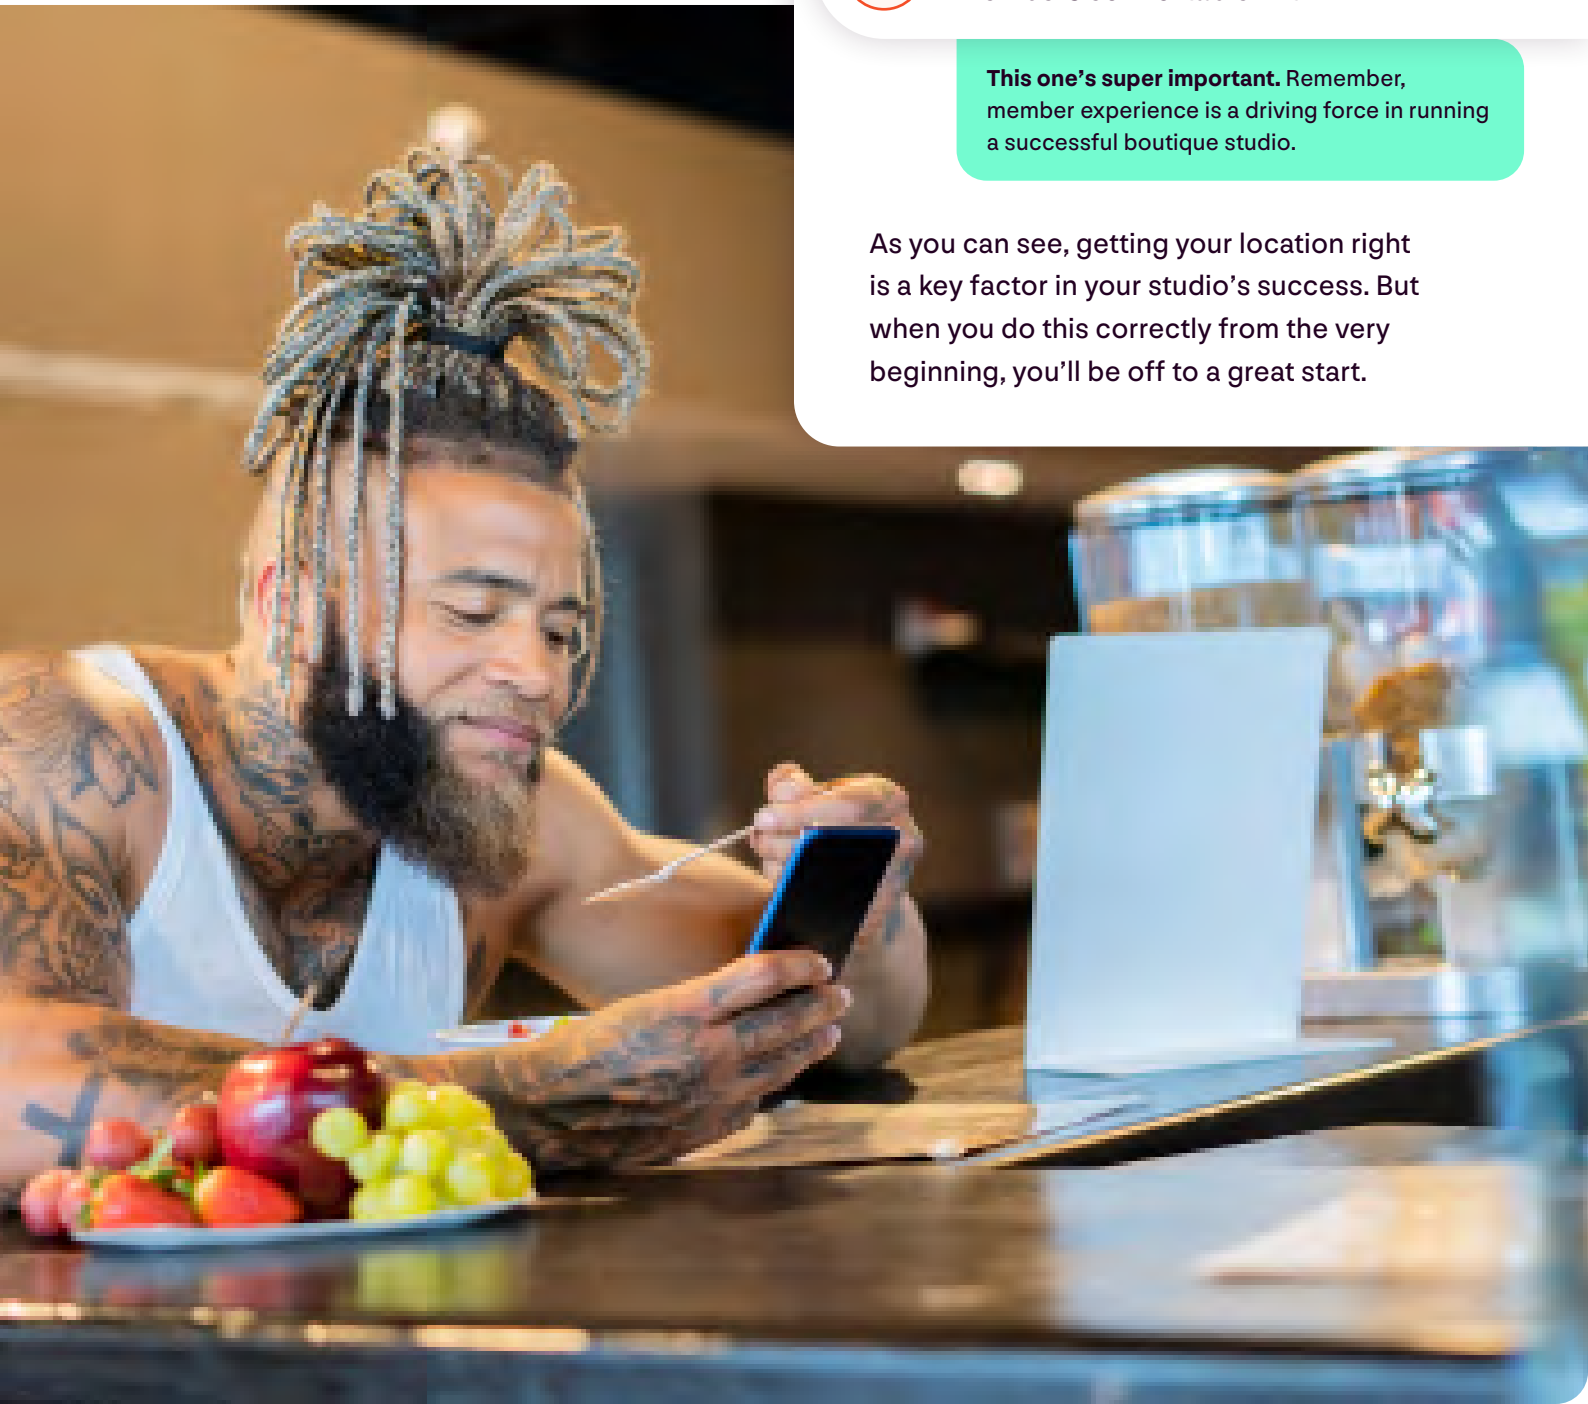 This one’s super important. Remember,
member experience is a driving force in running
a successful boutique studio.
As you can see, getting your location right
is a key factor in your studio’s success. But
when you do this correctly from the very
beginning, you’ll be off to a great start.